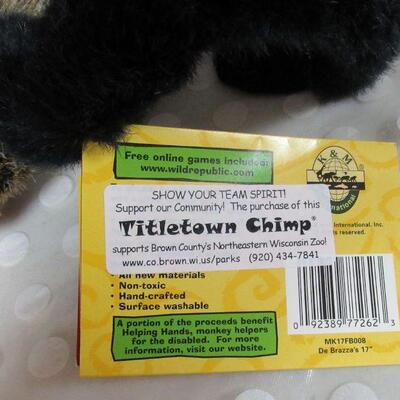 Free online games included:
www.wildrepublic.com
K & M
International
International, Inc.
reserved.
SHOW YOUR TEAM SPIRIT!
Support our Community! The purchase of this
Titletown Chimp®
supports Brown County's Northeastern Wisconsin Zoo!
www.co.brown.wi.us/parks (920) 434-7841
• All new materials
• Non-toxic
• Hand-crafted
• Surface washable
A portion of the proceeds benefit
Helping Hands, monkey helpers
for the disabled. For more
information, visit our website.
0 92389 77262 3
MK17FB008
De Brazza's 17"